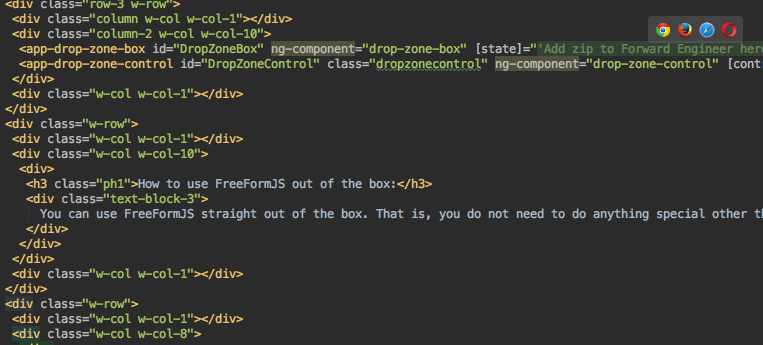 <div class="row-3 w-row">
<div class="column w-col w-col-1"></div>
<div class="column-2 w-col w-col-10">
<app-drop-zone-box id="DropZoneBox" ng-component="drop-zone-box" [state]="'Add zip to Forward Engineer here
<app-drop-zone-control id="DropZoneControl" class="dropzonecontrol" ng-component="drop-zone-control" [cont
</div>
<div class="w-col w-col-1"></div>
</div>
<div class="w-row">
<div class="w-col w-col-1"></div>
<div class="w-col w-col-10">
<div>
<h3 class="ph1">How to use FreeFormJS out of the box:</h3>
<div class="text-block-3">
You can use FreeFormJS straight out of the box. That is, you do not need to do anything special other th
</div>
</div>
</div>
<div class="w-col w-col-1"></div>
</div>
<div class="w-row">
<div class="w-col w-col-1"></div>
<div class="w-col w-col-8">